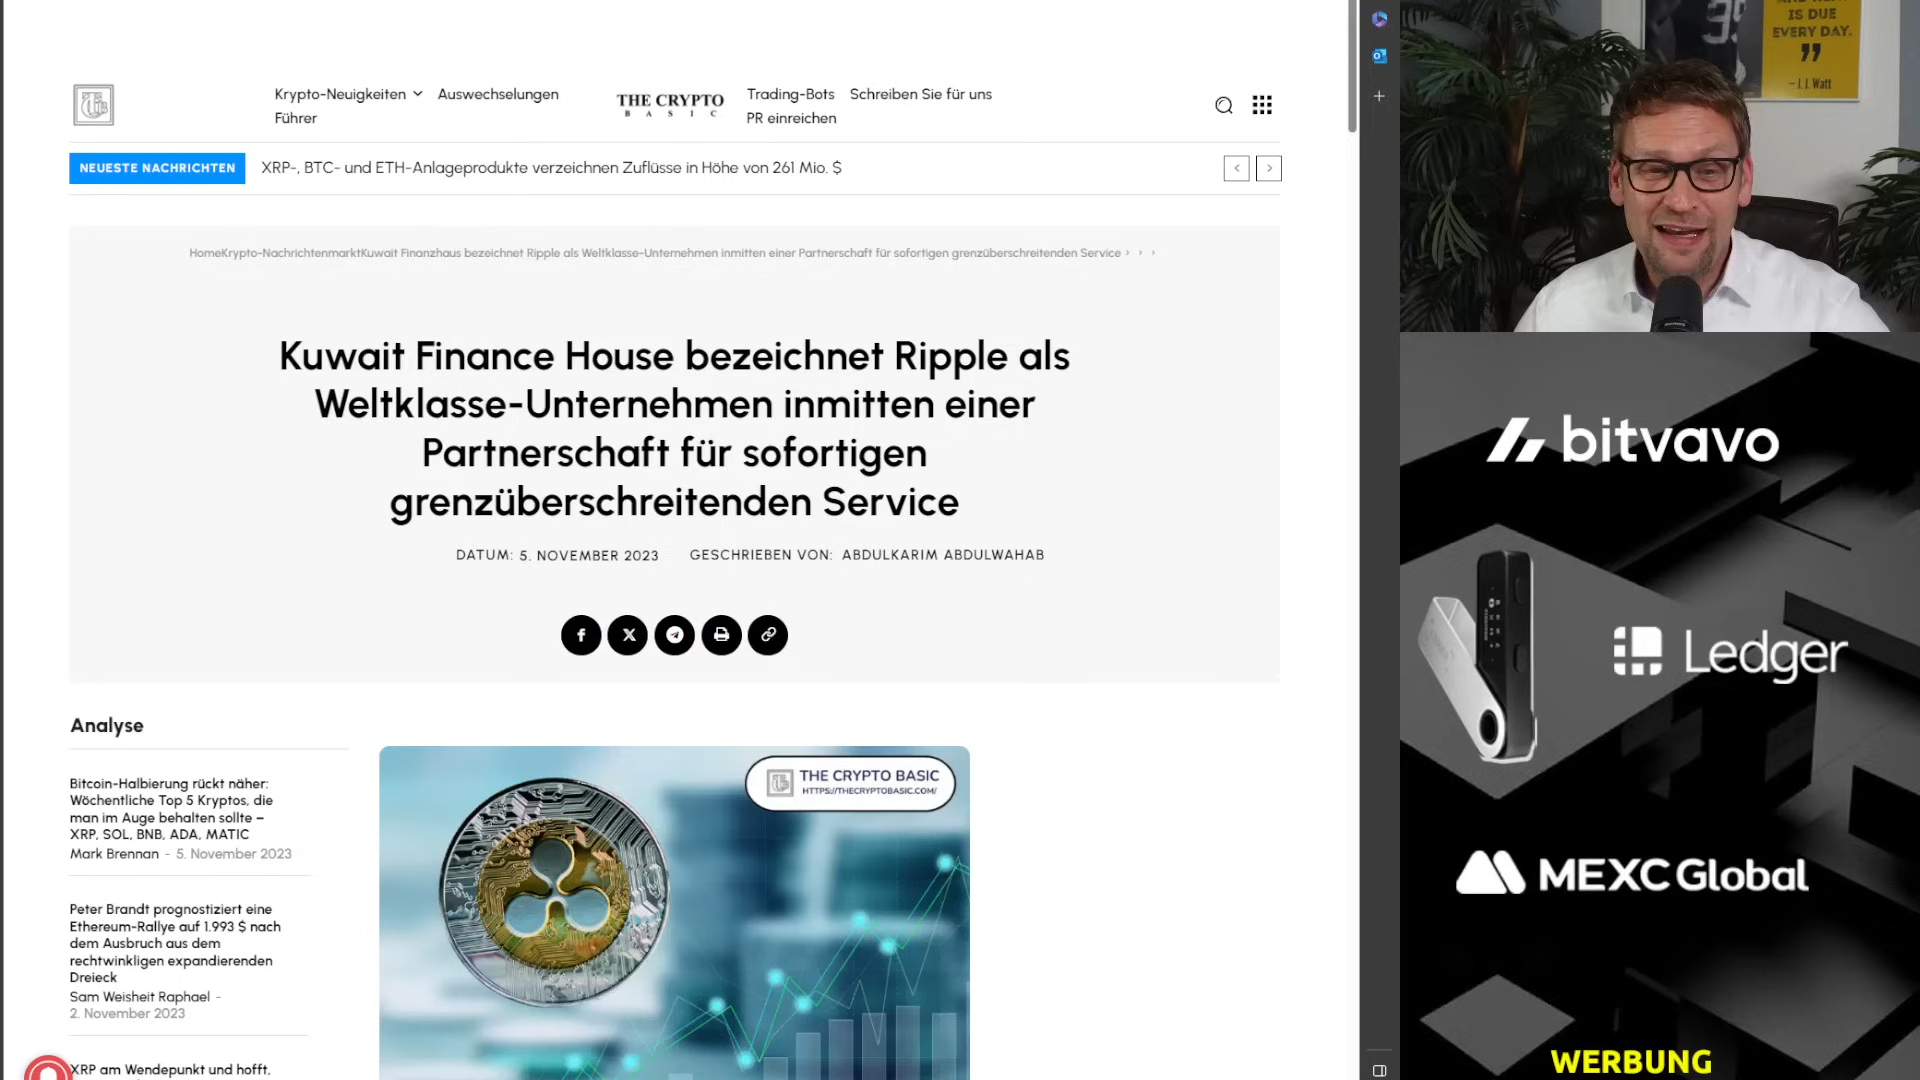 Krypto-Neuigkeiten
Auswechselungen
Führer
THE CRYPTO
BASIC
Trading-Bots
Schreiben Sie für uns
PR einreichen
NEUESTE NACHRICHTEN
XRP-, BTC- und ETH-Anlageprodukte verzeichnen Zuflüsse in Höhe von 261 Mio. $
HomeKrypto-NachrichtenmarktKuwait Finanzhaus bezeichnet Ripple als Weltklasse-Unternehmen inmitten einer Partnerschaft für sofortigen grenzüberschreitenden Service › › ›
Kuwait Finance House bezeichnet Ripple als
Weltklasse-Unternehmen inmitten einer
Partnerschaft für sofortigen
grenzüberschreitenden Service
DATUM: 5. NOVEMBER 2023 GESCHRIEBEN VON: ABDULKARIM ABDULWAHAB
Analyse
Bitcoin-Halbierung rückt näher:
Wöchentliche Top 5 Kryptos, die
man im Auge behalten sollte –
XRP, SOL, BNB, ADA, MATIC
Mark Brennan - 5. November 2023
Peter Brandt prognostiziert eine
Ethereum-Rallye auf 1.993 $ nach
dem Ausbruch aus dem
rechtwinkligen expandierenden
Dreieck
Sam Weisheit Raphael -
2. November 2023
XRP am Wendepunkt und hofft,
THE CRYPTO BASIC
HTTPS://THECRYPTOBASIC.COM/
IS DUE
EVERY DAY.
”
– J.J. Watt
bitvavo
Ledger
MEXC Global
WERBUNG